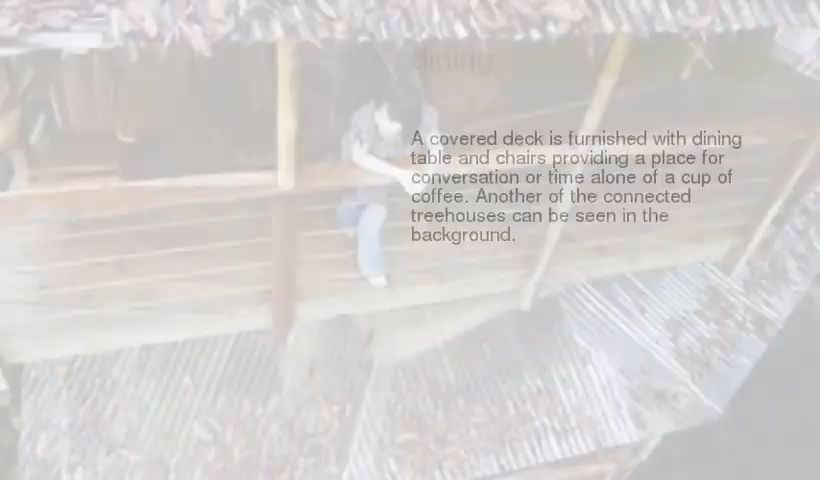 dining
A covered deck is furnished with dining
table and chairs providing a place for
conversation or time alone of a cup of
coffee. Another of the connected
treehouses can be seen in the
background.